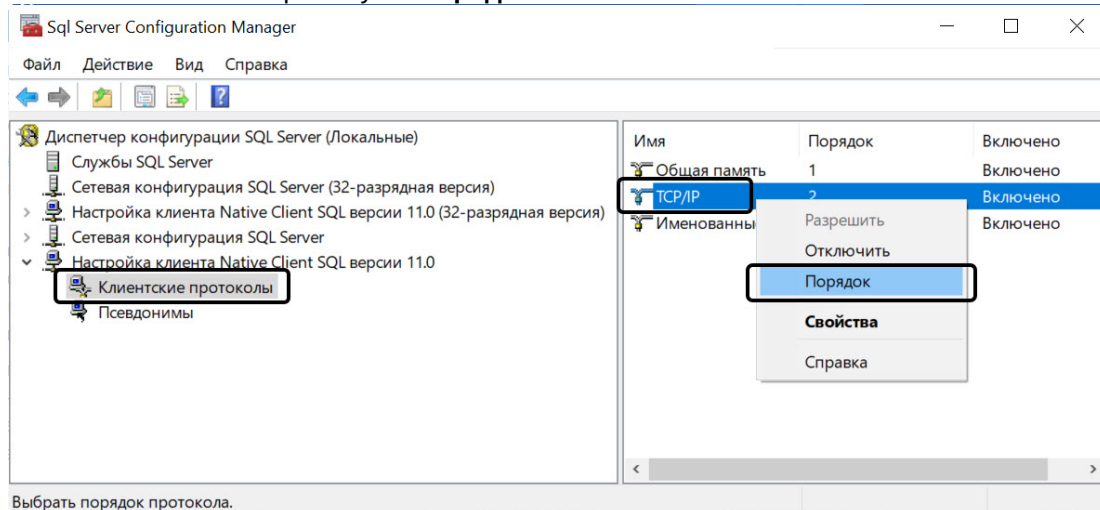 Sql Server Configuration Manager
Файл Действие Вид Справка
Диспетчер конфигурации SQL Server (Локальные)
Службы SQL Server
Сетевая конфигурация SQL Server (32-разрядная версия)
Настройка клиента Native Client SQL версии 11.0 (32-разрядная версия)
Сетевая конфигурация SQL Server
Настройка клиента Native Client SQL версии 11.0
Клиентские протоколы
Псевдонимы
Имя Порядок Включено
Общая память 1 Включено
TCP/IP 2 Включено
Именованны Включено
Разрешить
Отключить
Порядок
Свойства
Справка
Выбрать порядок протокола.